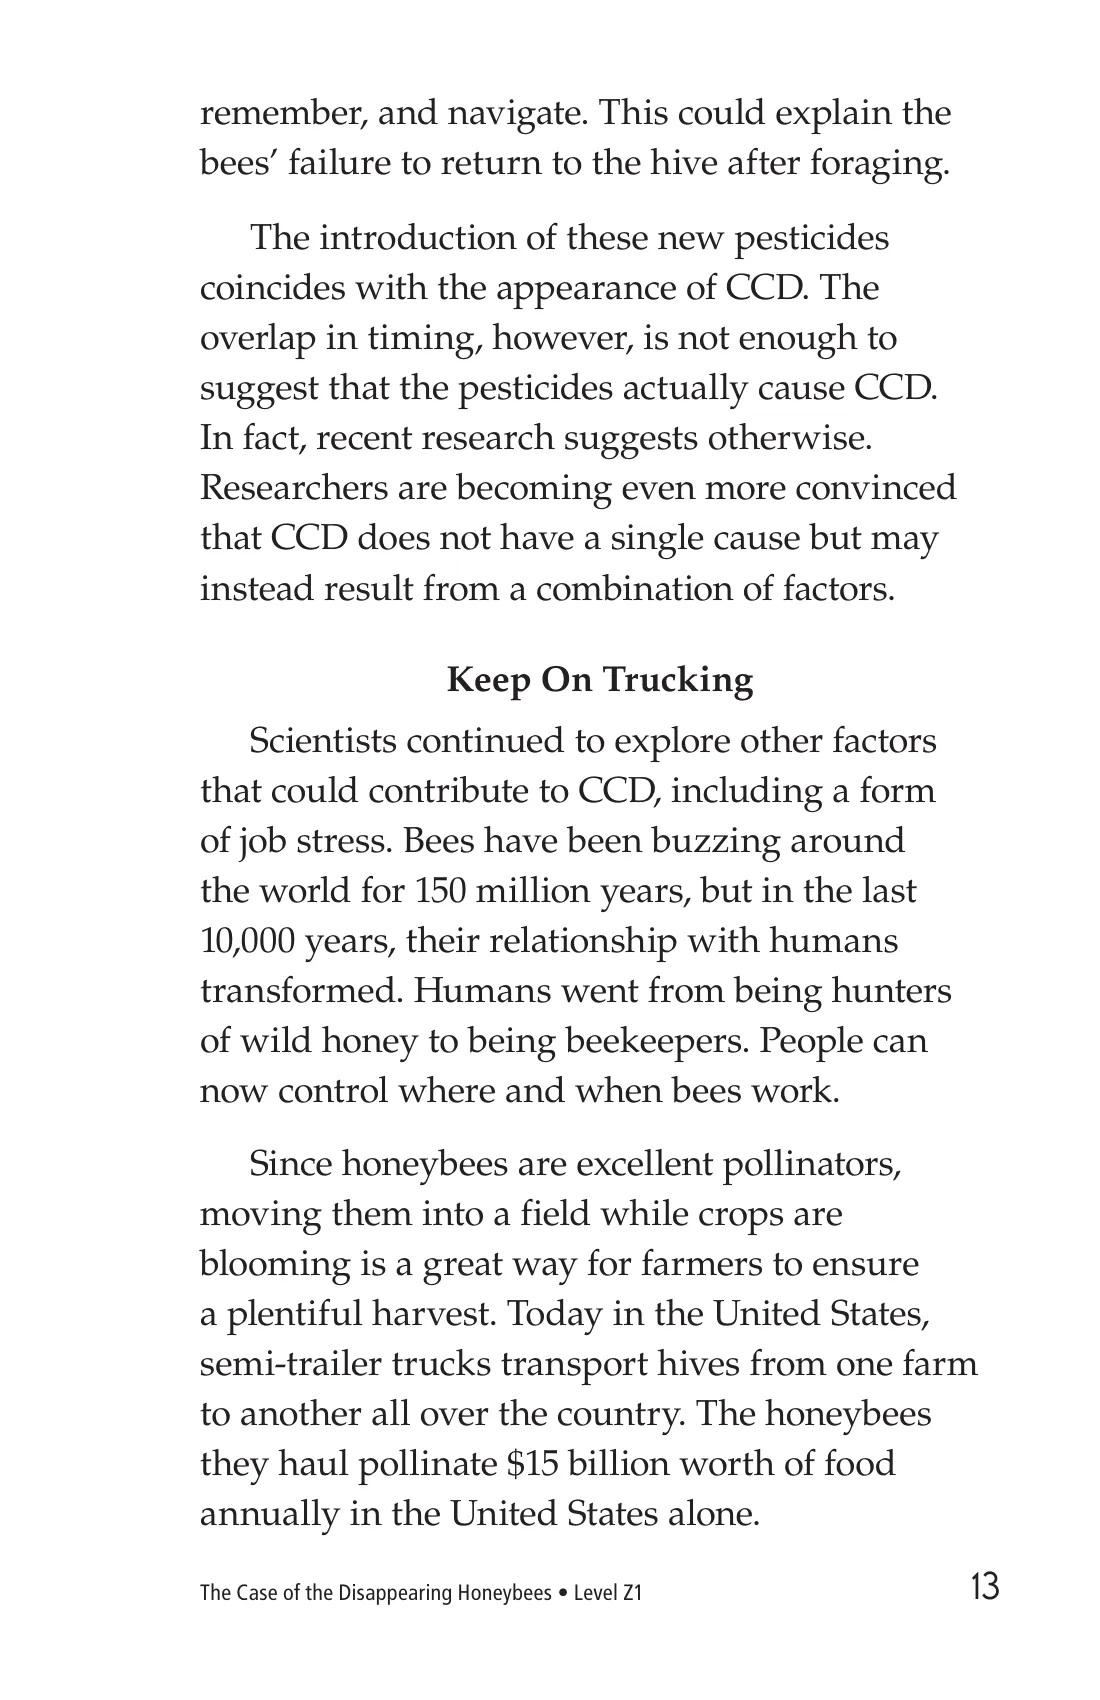 remember, and navigate. This could explain the
bees’ failure to return to the hive after foraging.
The introduction of these new pesticides
coincides with the appearance of CCD. The
overlap in timing, however, is not enough to
suggest that the pesticides actually cause CCD.
In fact, recent research suggests otherwise.
Researchers are becoming even more convinced
that CCD does not have a single cause but may
instead result from a combination of factors.
Keep On Trucking
Scientists continued to explore other factors
that could contribute to CCD, including a form
of job stress. Bees have been buzzing around
the world for 150 million years, but in the last
10,000 years, their relationship with humans
transformed. Humans went from being hunters
of wild honey to being beekeepers. People can
now control where and when bees work.
Since honeybees are excellent pollinators,
moving them into a field while crops are
blooming is a great way for farmers to ensure
a plentiful harvest. Today in the United States,
semi-trailer trucks transport hives from one farm
to another all over the country. The honeybees
they haul pollinate $15 billion worth of food
annually in the United States alone.
The Case of the Disappearing Honeybees • Level Z1 13